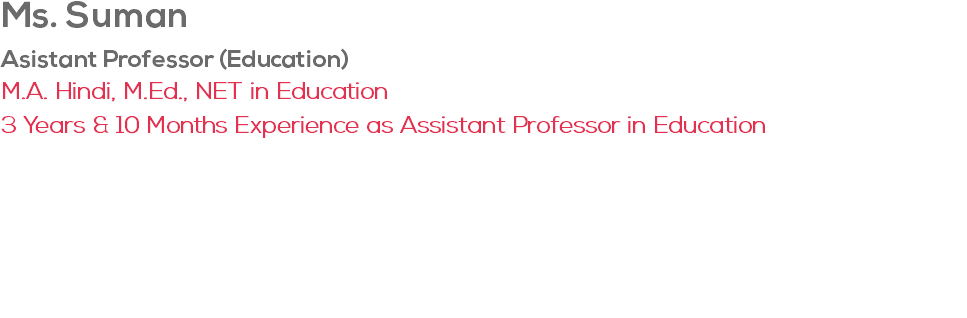 Ms. Suman
Asistant Professor (Education)
M.A. Hindi, M.Ed., NET in Education
3 Years & 10 Months Experience as Assistant Professor in Education